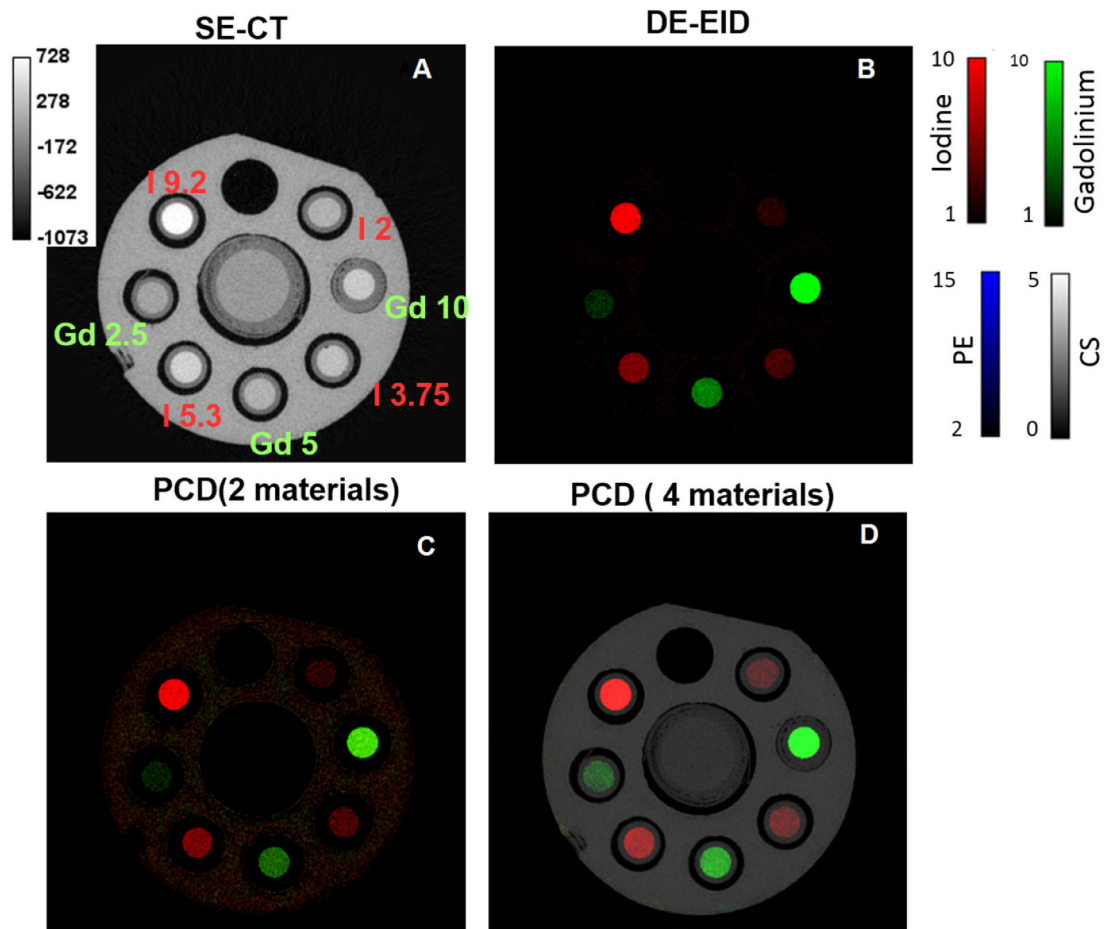 SE-CT
DE-EID
728
278
-172
-622
-1073
A
I 9.2
I 2
Gd 10
Gd 2.5
I 5.3
I 3.75
Gd 5
B
10
Iodine
1
10
Gadolinium
1
15
PE
2
5
CS
0
PCD(2 materials)
PCD ( 4 materials)
C
D